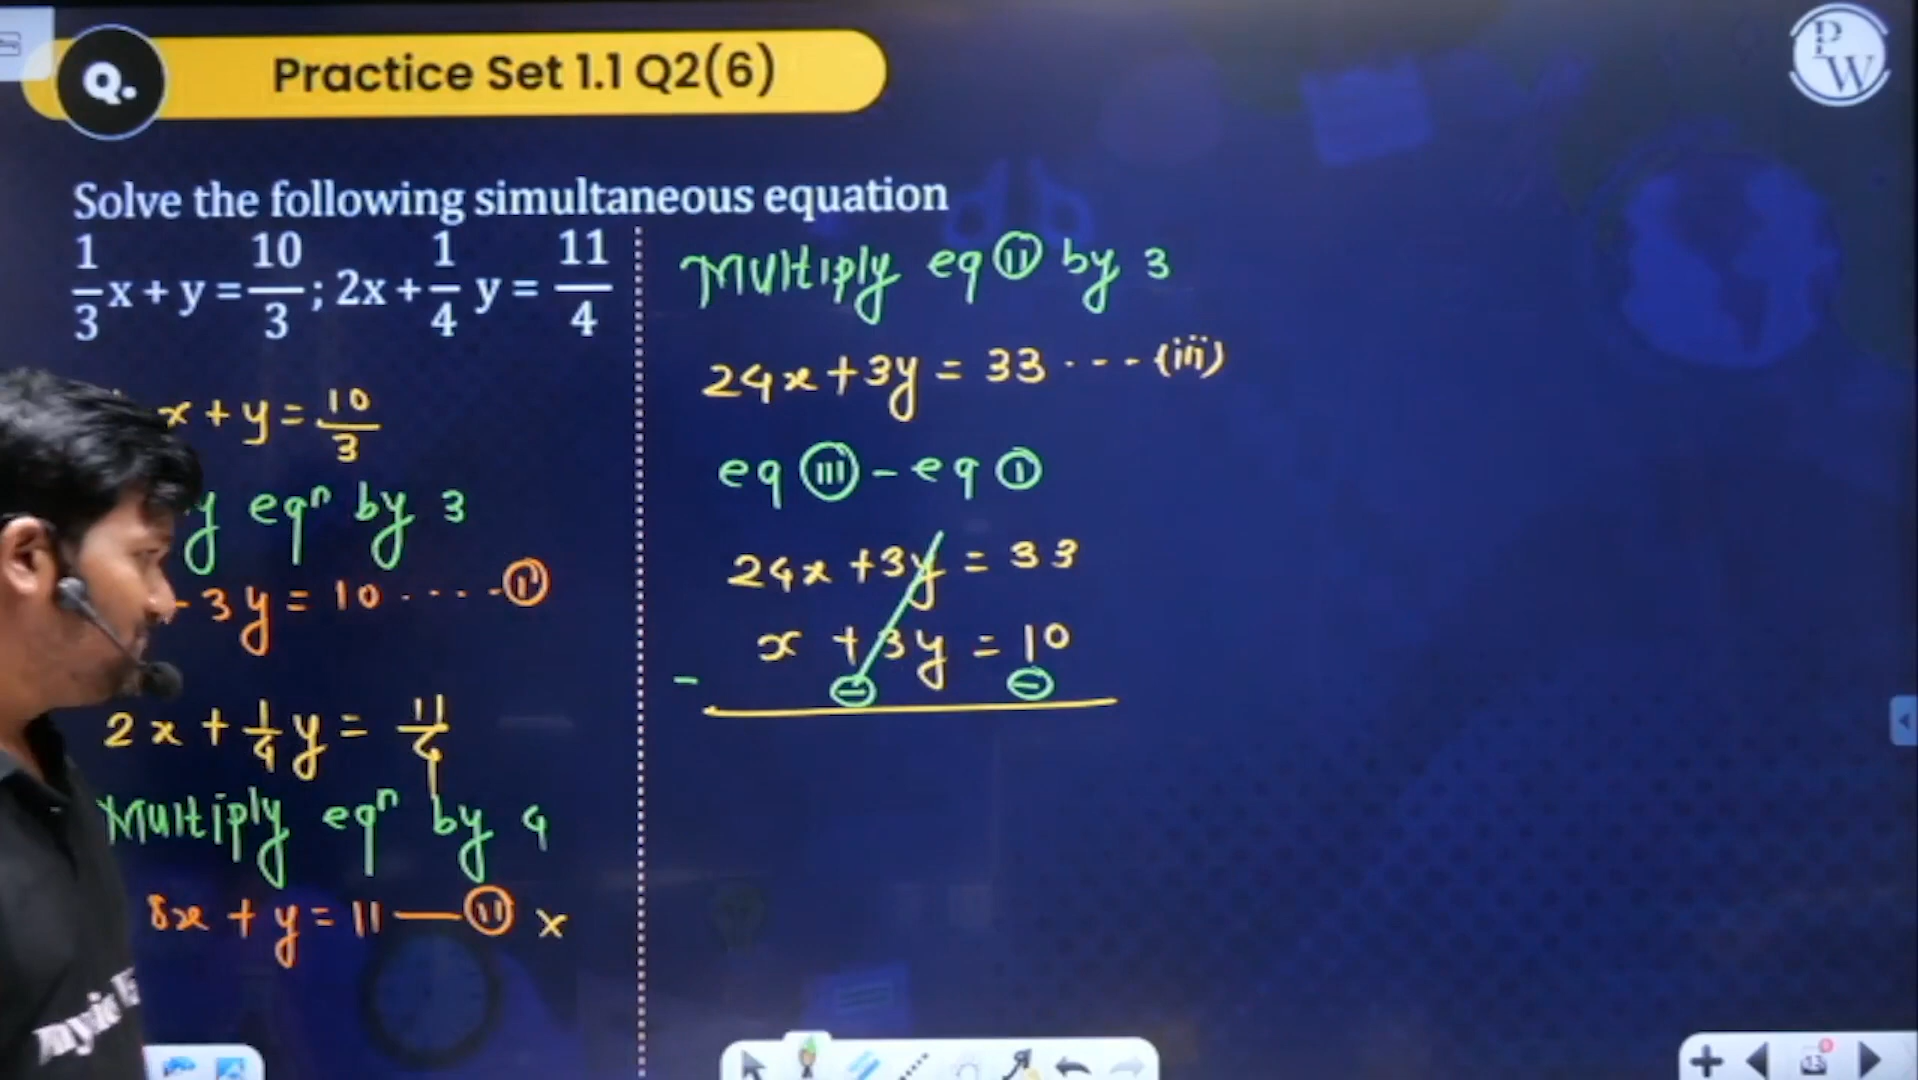 Q. Practice Set 1.1 Q2(6)
P
W
Solve the following simultaneous equation
1/3 x + y = 10/3 ; 2x + 1/4 y = 11/4
x + y = 10/3
y eqⁿ by 3
3y = 10 ....- Ⓘ
2x + 1/4 y = 11/4
Multiply eqⁿ by 4
8x + y = 11 — ⓘⓘ x
Multiply eq (II) by 3
24x + 3y = 33 ---- (iii)
eq (III) - eq (I)
24x + 3y = 33
x + 3y = 10
- (-) (-)
13